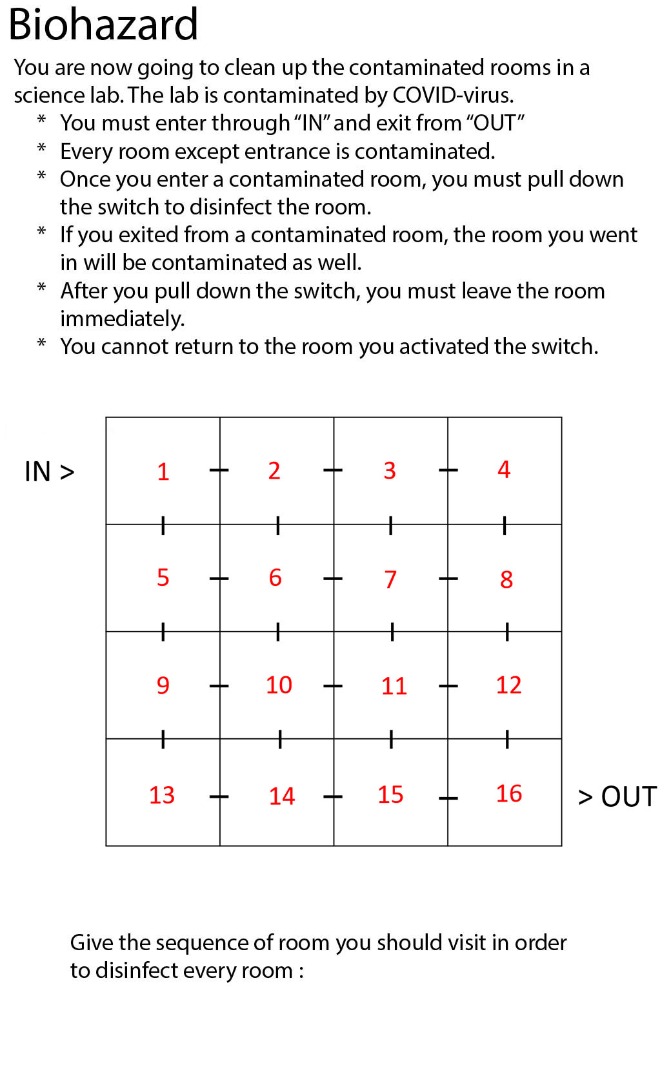 Biohazard
You are now going to clean up the contaminated rooms in a
science lab. The lab is contaminated by COVID-virus.
* You must enter through “IN” and exit from “OUT”
* Every room except entrance is contaminated.
* Once you enter a contaminated room, you must pull down
the switch to disinfect the room.
* If you exited from a contaminated room, the room you went
in will be contaminated as well.
* After you pull down the switch, you must leave the room
immediately.
* You cannot return to the room you activated the switch.
IN > 1 2 3 4
5 6 7 8
9 10 11 12
13 14 15 16 > OUT
Give the sequence of room you should visit in order
to disinfect every room :